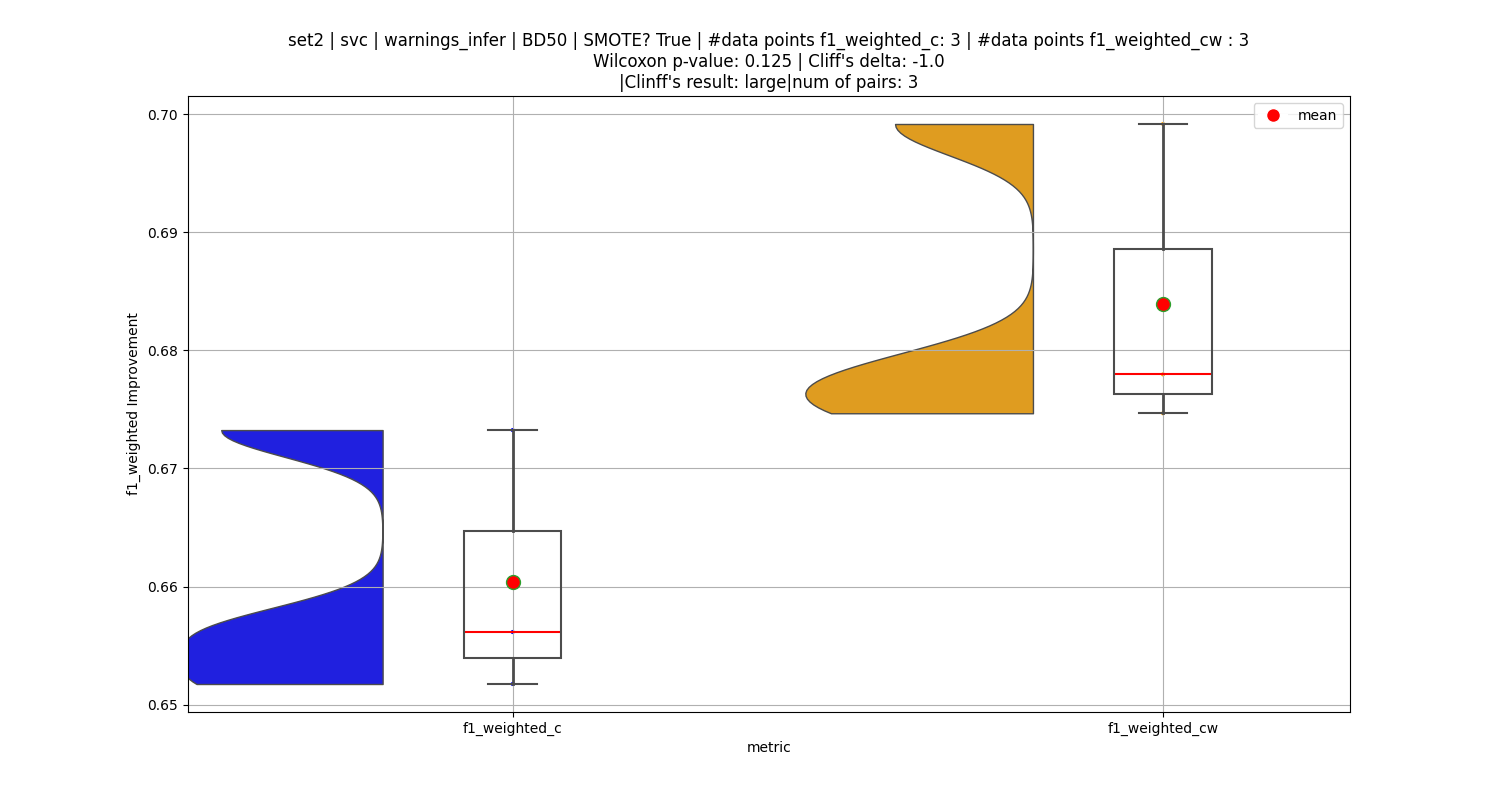 set2 | svc | warnings_infer | BD50 | SMOTE? True | #data points f1_weighted_c: 3 | #data points f1_weighted_cw : 3
Wilcoxon p-value: 0.125 | Cliff's delta: -1.0
|Clinff's result: large|num of pairs: 3
mean
0.70
0.69
0.68
0.67
0.66
0.65
f1_weighted Improvement
f1_weighted_c
f1_weighted_cw
metric